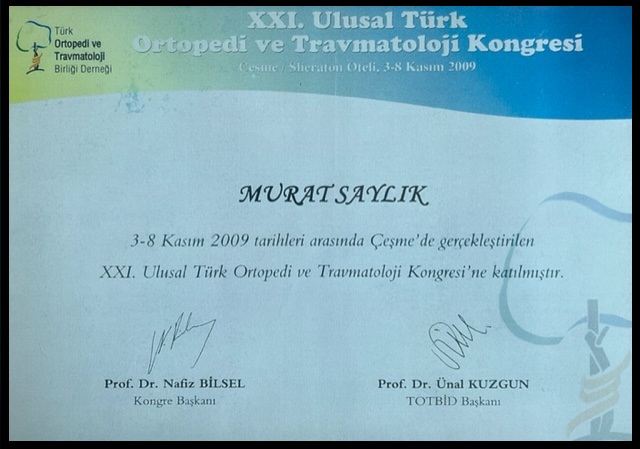 Türk
Ortopedi ve
Travmatoloji
Birliği Derneği
XXI. Ulusal Türk
Ortopedi ve Travmatoloji Kongresi
Çeşme / Sheraton Oteli, 3-8 Kasım 2009
MURAT SAYLIK
3-8 Kasım 2009 tarihleri arasında Çeşme'de gerçekleştirilen
XXI. Ulusal Türk Ortopedi ve Travmatoloji Kongresi'ne katılmıştır.
Prof. Dr. Nafiz BİLSEL
Kongre Başkanı
Prof. Dr. Ünal KUZGUN
TOTBİD Başkanı